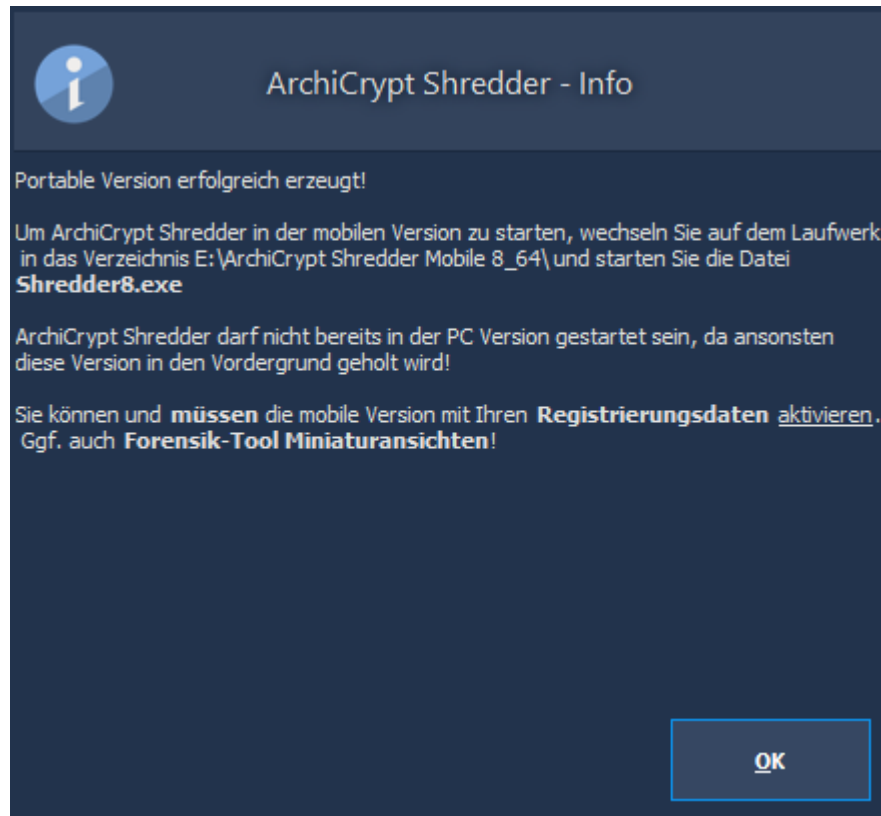 ArchiCrypt Shredder - Info
Portable Version erfolgreich erzeugt!
Um ArchiCrypt Shredder in der mobilen Version zu starten, wechseln Sie auf dem Laufwerk
in das Verzeichnis E:\ArchiCrypt Shredder Mobile 8_64\ und starten Sie die Datei
Shredder8.exe
ArchiCrypt Shredder darf nicht bereits in der PC Version gestartet sein, da ansonsten
diese Version in den Vordergrund geholt wird!
Sie können und müssen die mobile Version mit Ihren Registrierungsdaten aktivieren.
Ggf. auch Forensik-Tool Miniaturansichten!
OK